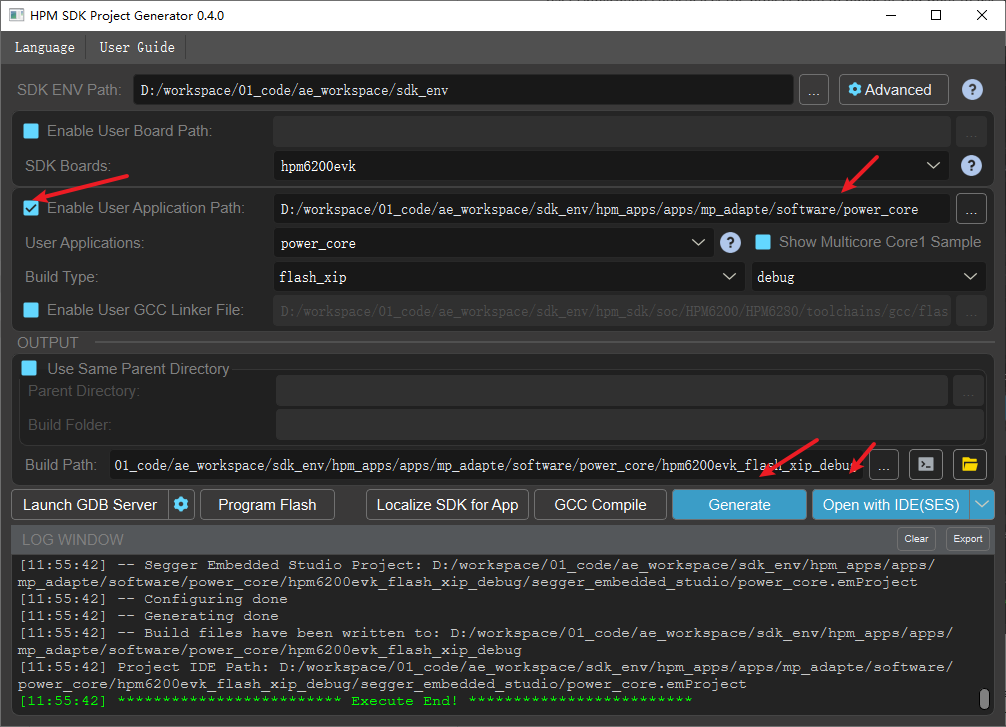 HPM SDK Project Generator 0.4.0
Language User Guide
SDK ENV Path: D:/workspace/01_code/ae_workspace/sdk_env ... Advanced ?
Enable User Board Path: ...
SDK Boards: hpm6200evk ?
Enable User Application Path: D:/workspace/01_code/ae_workspace/sdk_env/hpm_apps/apps/mp_adapte/software/power_core ...
User Applications: power_core ? Show Multicore Core1 Sample
Build Type: flash_xip debug
Enable User GCC Linker File: D:/workspace/01_code/ae_workspace/sdk_env/hpm_sdk/soc/HPM6200/HPM6280/toolchains/gcc/flas ...
OUTPUT
Use Same Parent Directory
Parent Directory: ...
Build Folder:
Build Path: 01_code/ae_workspace/sdk_env/hpm_apps/apps/mp_adapte/software/power_core/hpm6200evk_flash_xip_debug ...
Launch GDB Server Program Flash Localize SDK for App GCC Compile Generate Open with IDE(SES)
LOG WINDOW Clear Export
[11:55:42] -- Segger Embedded Studio Project: D:/workspace/01_code/ae_workspace/sdk_env/hpm_apps/apps/
mp_adapte/software/power_core/hpm6200evk_flash_xip_debug/segger_embedded_studio/power_core.emProject
[11:55:42] -- Configuring done
[11:55:42] -- Generating done
[11:55:42] -- Build files have been written to: D:/workspace/01_code/ae_workspace/sdk_env/hpm_apps/apps/
mp_adapte/software/power_core/hpm6200evk_flash_xip_debug
[11:55:42] Project IDE Path: D:/workspace/01_code/ae_workspace/sdk_env/hpm_apps/apps/mp_adapte/software/
power_core/hpm6200evk_flash_xip_debug/segger_embedded_studio/power_core.emProject
[11:55:42] ************************* Execute End! *************************